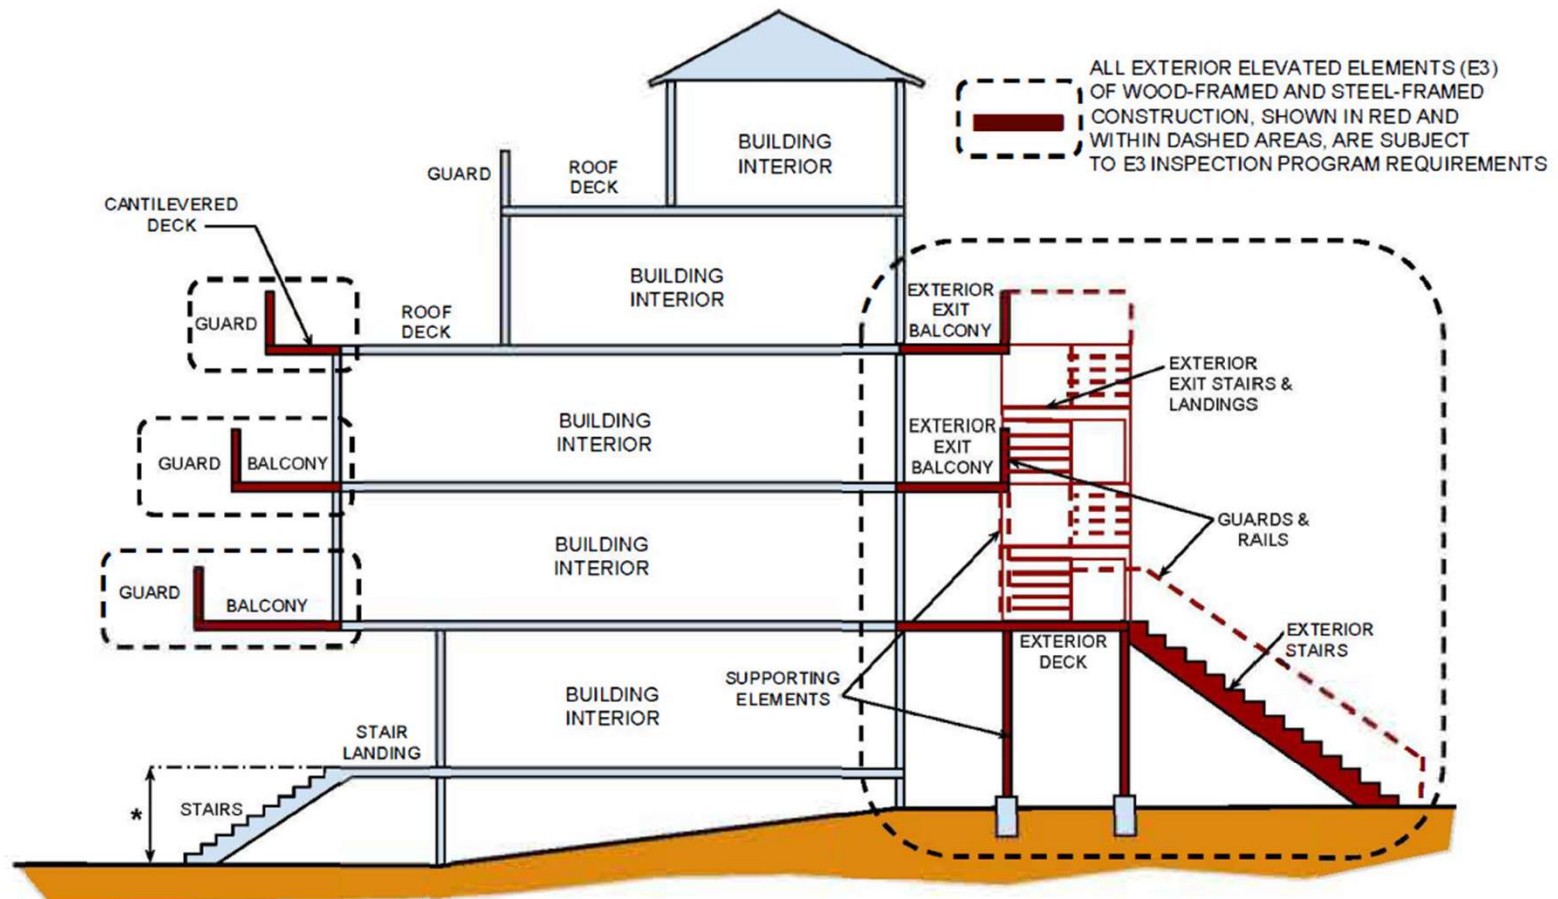 ALL EXTERIOR ELEVATED ELEMENTS (E3)
OF WOOD-FRAMED AND STEEL-FRAMED
CONSTRUCTION, SHOWN IN RED AND
WITHIN DASHED AREAS, ARE SUBJECT
TO E3 INSPECTION PROGRAM REQUIREMENTS
BUILDING
INTERIOR
GUARD
ROOF
DECK
CANTILEVERED
DECK
BUILDING
INTERIOR
GUARD
ROOF
DECK
EXTERIOR
EXIT
BALCONY
EXTERIOR
EXIT STAIRS &
LANDINGS
BUILDING
INTERIOR
EXTERIOR
EXIT
BALCONY
GUARD
BALCONY
GUARDS &
RAILS
BUILDING
INTERIOR
GUARD
BALCONY
EXTERIOR
STAIRS
EXTERIOR
DECK
SUPPORTING
ELEMENTS
BUILDING
INTERIOR
STAIR
LANDING
*
STAIRS